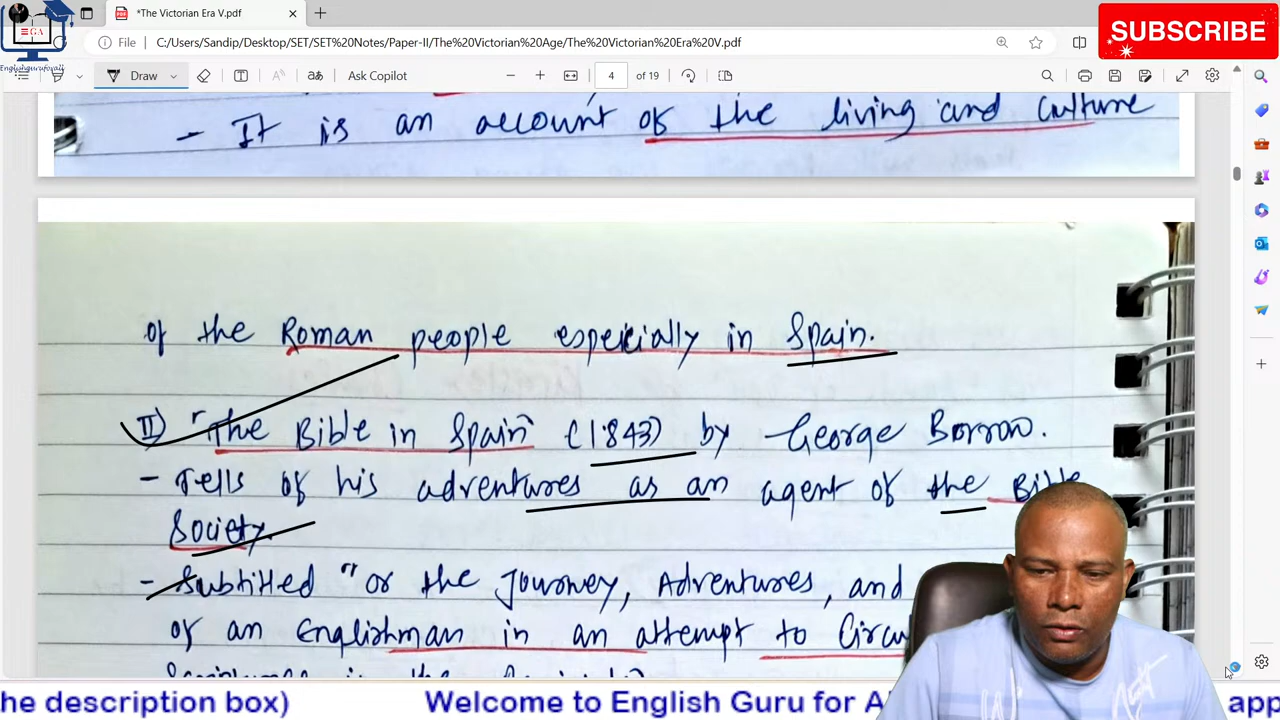 *The Victorian Era V.pdf
SUBSCRIBE
EGA
Englishguruforall
File
C:/Users/Sandip/Desktop/SET/SET%20Notes/Paper-II/The%20Victorian%20Age/The%20Victorian%20Era%20V.pdf
Draw
Ask Copilot
4 of 19
- It is an account of the living and culture
of the Roman people especially in Spain.
II) "The Bible in Spain" (1843) by George Borrow.
- Tells of his adventures as an agent of the Bible
Society.
- Subtitled "or the Journey, Adventures, and
of an Englishman in an attempt to Circu
he description box)
Welcome to English Guru for Al
app